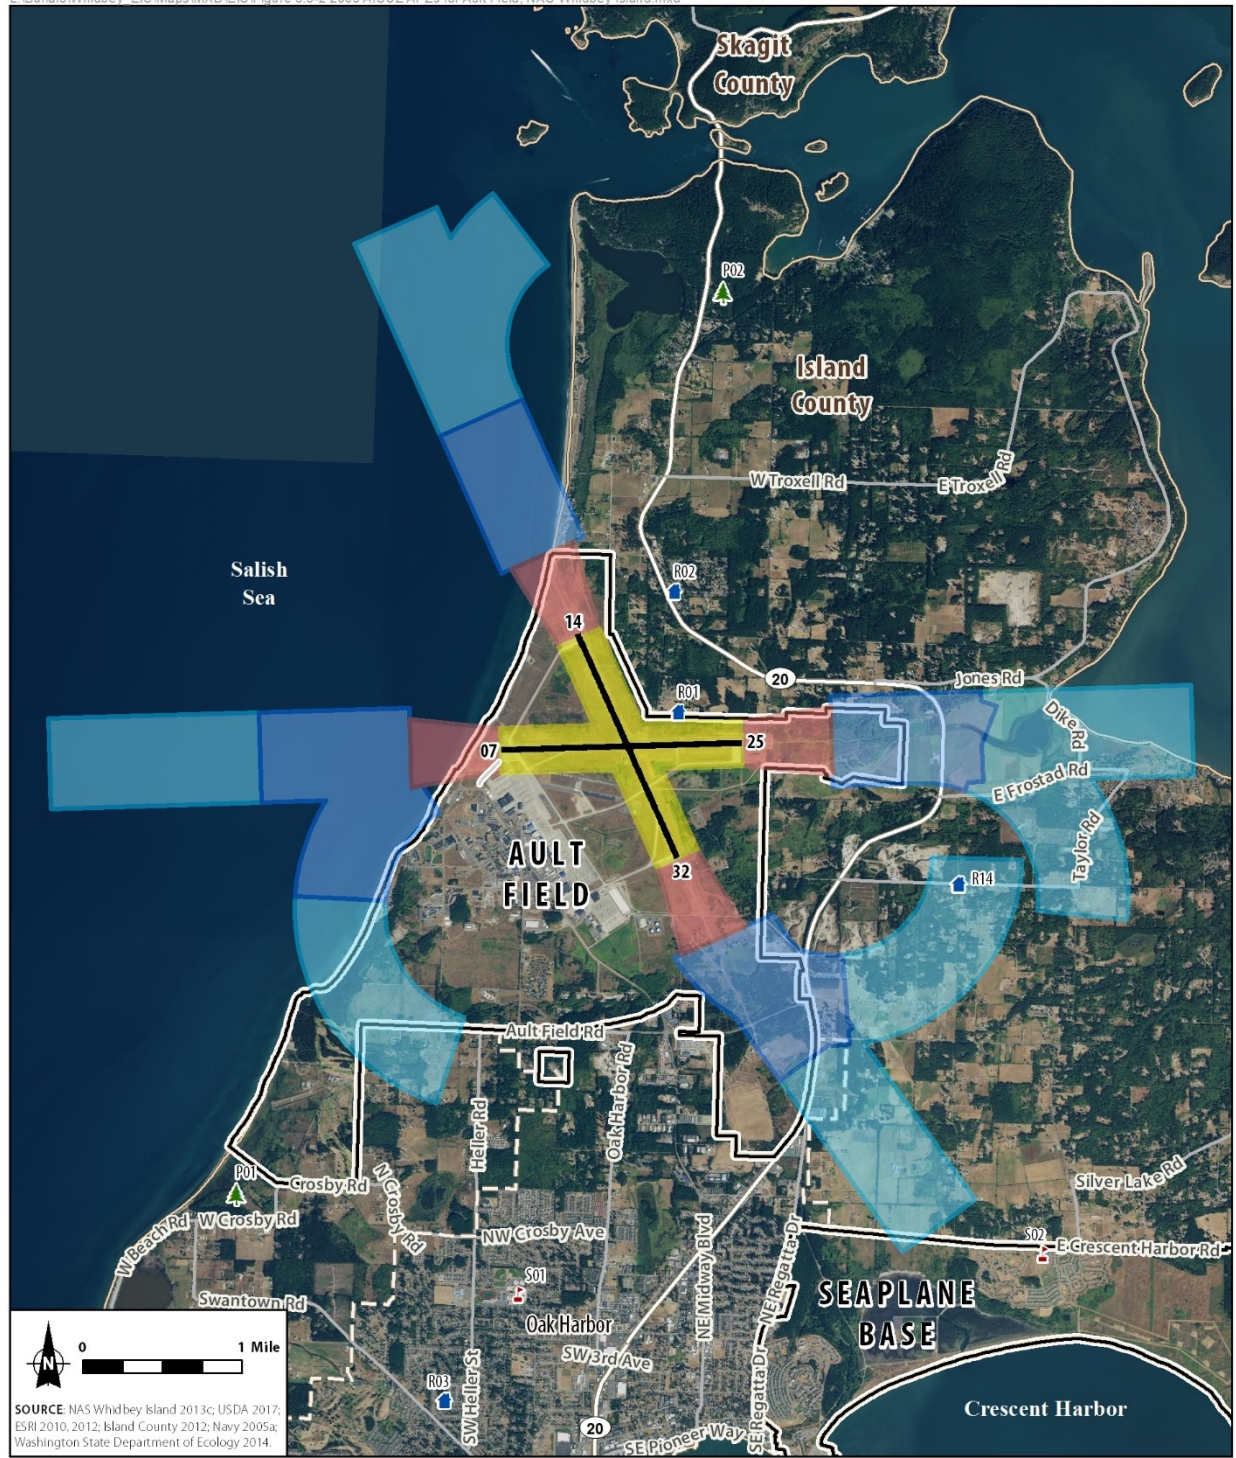 Skagit
County
P02
Island
County
W Troxell Rd
E Troxell Rd
Salish
Sea
R02
14
20
Jones Rd
R01
Dike Rd
07
25
E Frostad Rd
Taylor Rd
AULT
FIELD
32
R14
Ault Field Rd
Heller Rd
Oak Harbor Rd
P01
Crosby Rd
N Crosby Rd
Silver Lake Rd
W Beach Rd
W Crosby Rd
NW Crosby Ave
NW Midway Blvd
NE Regatta Dr
S02
E Crescent Harbor Rd
S01
Swantown Rd
Oak Harbor
SEAPLANE
BASE
SW 3rd Ave
SW Heller St
SE Regatta Dr
R03
20
SE Pioneer Way
Crescent Harbor
N
0
1 Mile
SOURCE: NAS Whidbey Island 2013c; USDA 2017;
ESRI 2010, 2012; Island County 2012; Navy 2005a;
Washington State Department of Ecology 2014.